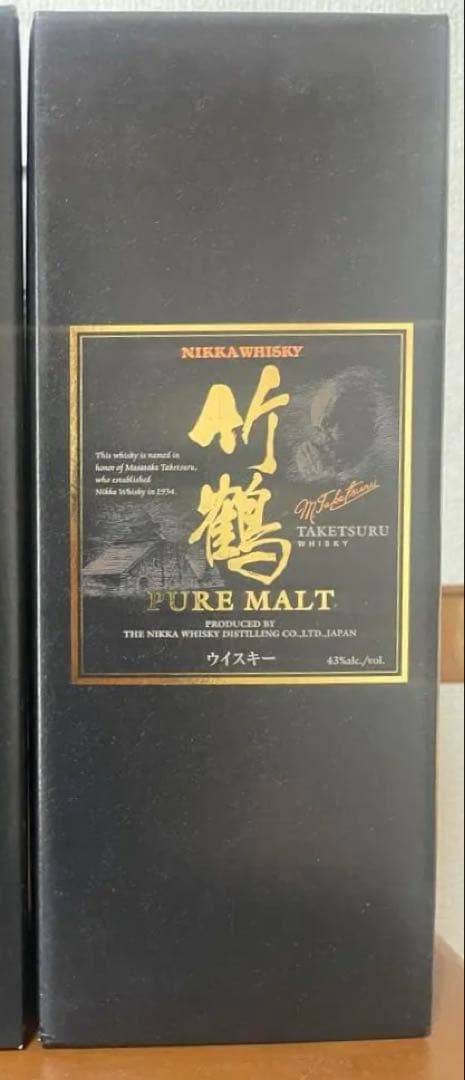 NIKKA WHISKY
竹鶴
This whisky is named in
honor of Masataka Taketsuru,
who established
Nikka Whisky in 1934.
M. Taketsuru
TAKETSURU
WHISKY
PURE MALT
PRODUCED BY
THE NIKKA WHISKY DISTILLING CO.,LTD.,JAPAN
ウイスキー
43%alc./vol.